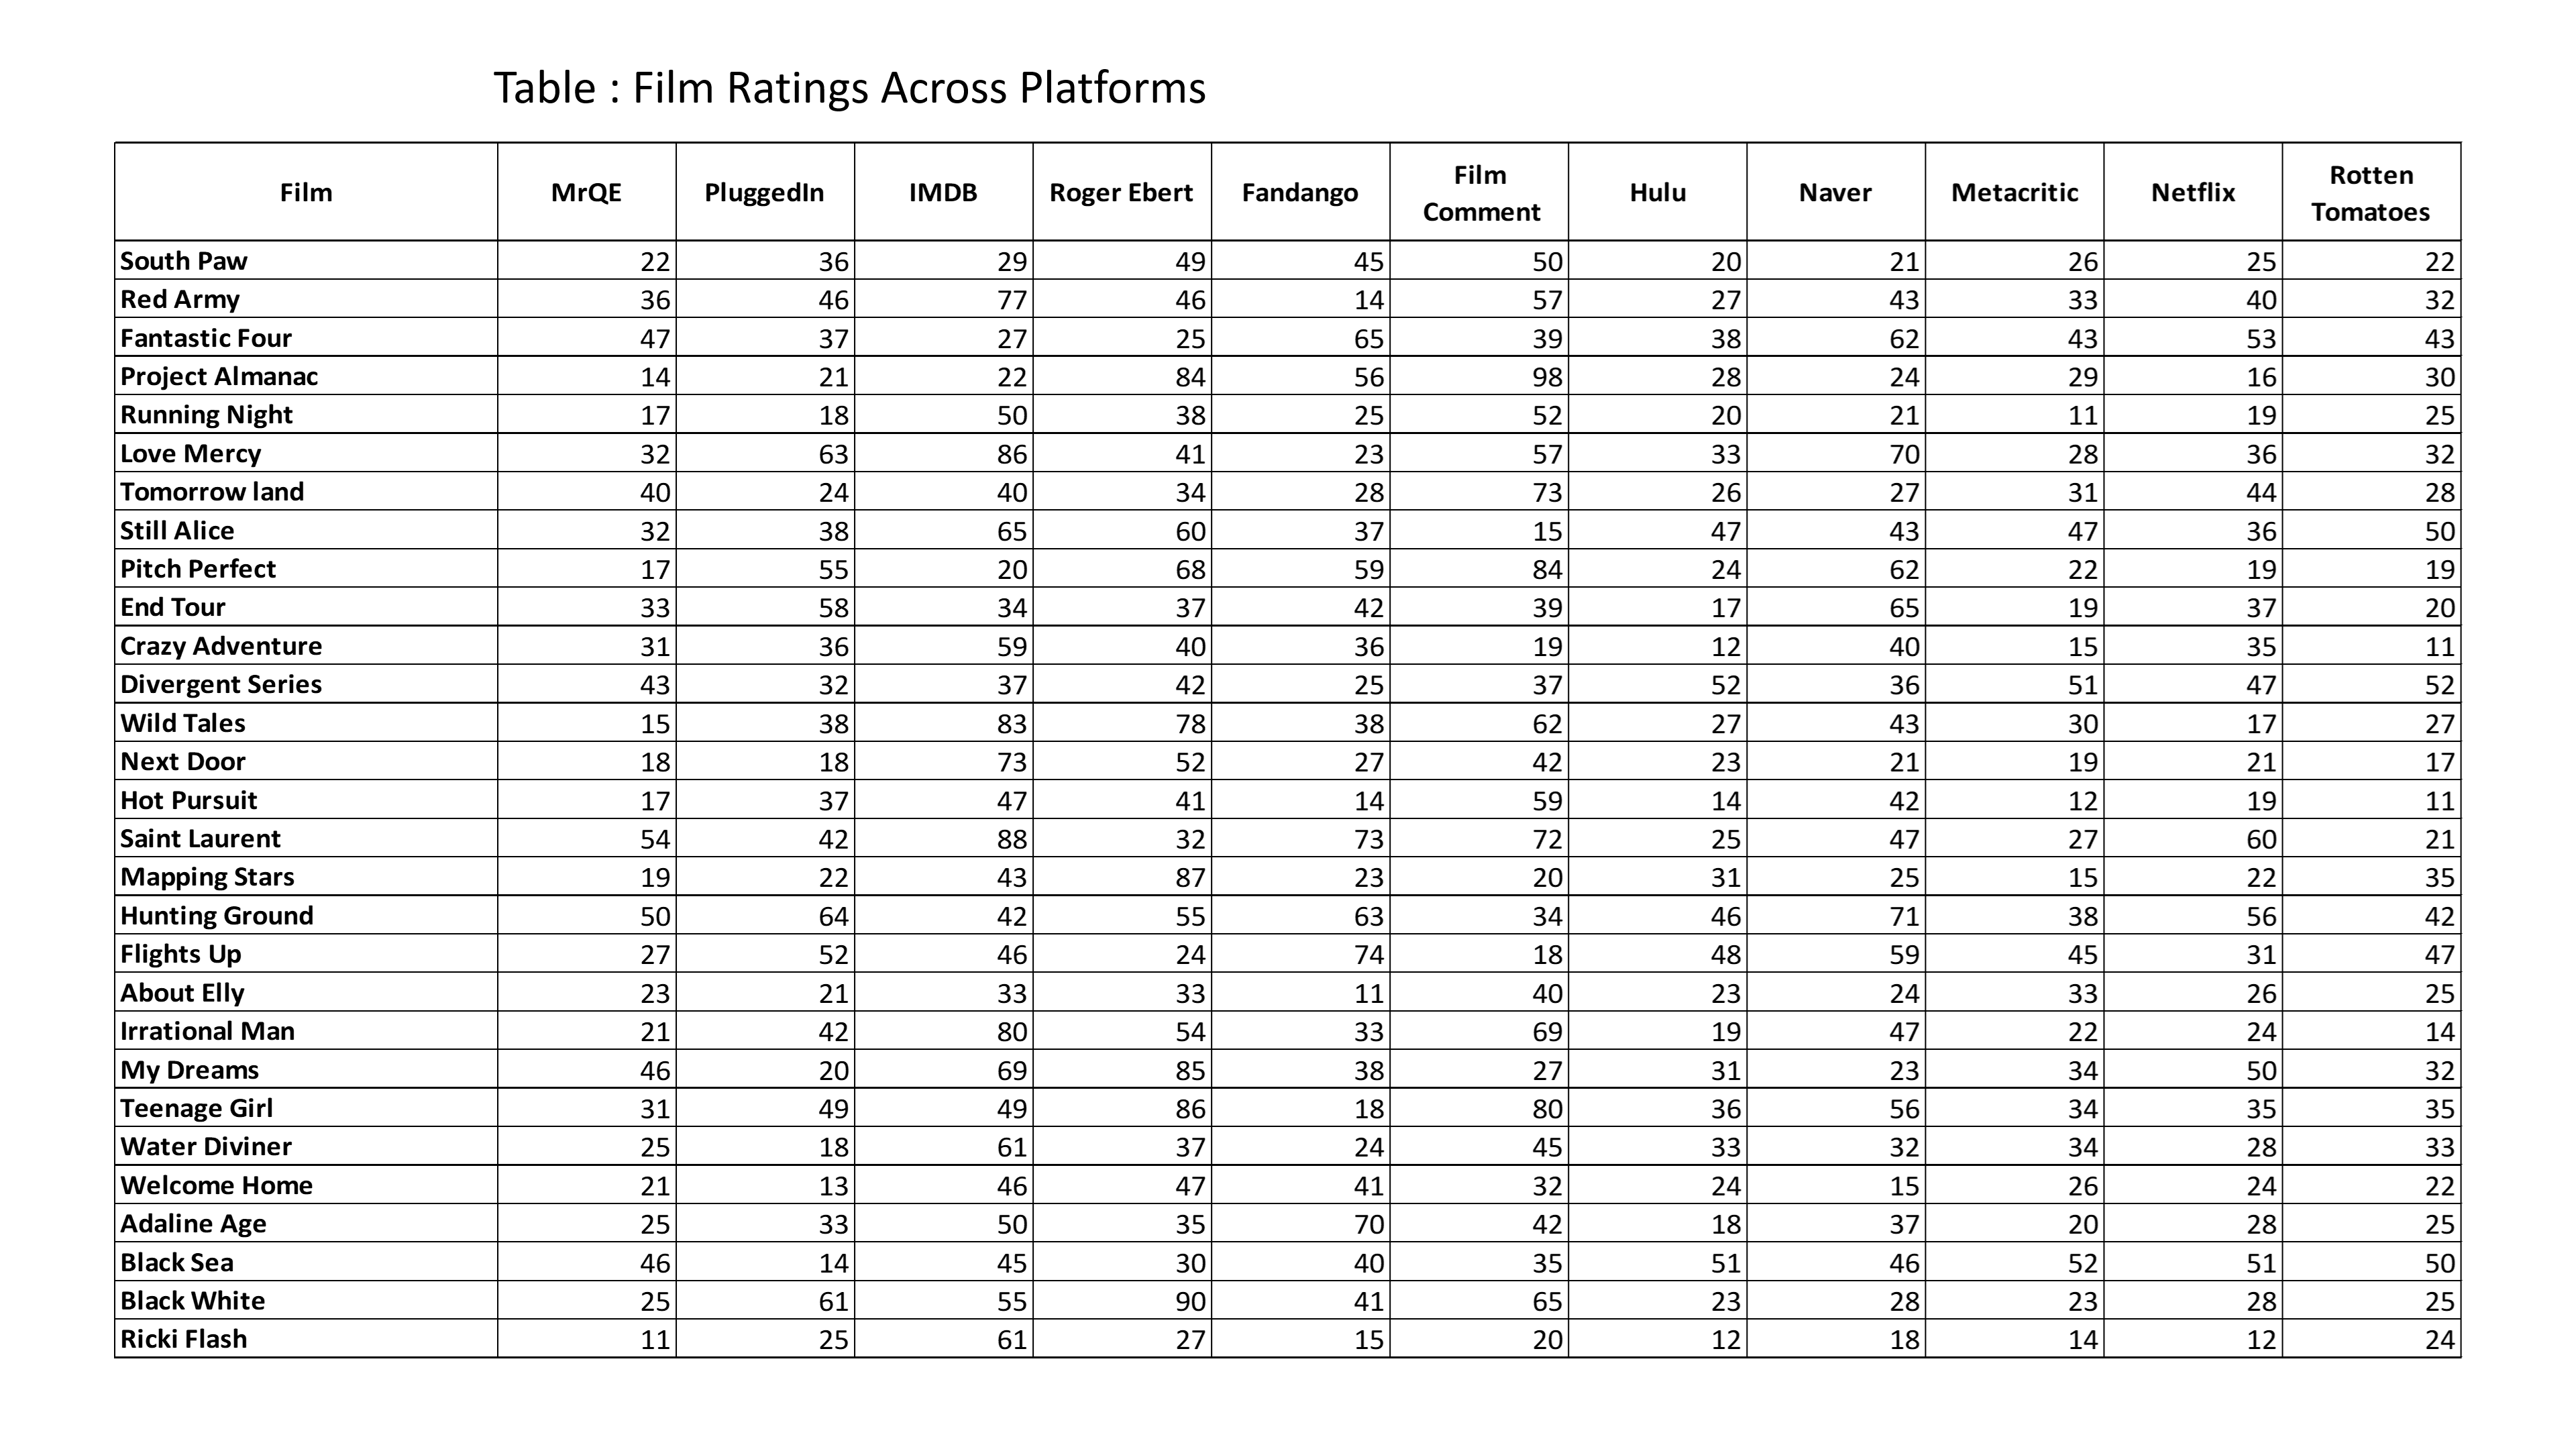 Table : Film Ratings Across Platforms
Film MrQE PluggedIn IMDB Roger Ebert Fandango Film Comment Hulu Naver Metacritic Netflix Rotten Tomatoes
South Paw 22 36 29 49 45 50 20 21 26 25 22
Red Army 36 46 77 46 14 57 27 43 33 40 32
Fantastic Four 47 37 27 25 65 39 38 62 43 53 43
Project Almanac 14 21 22 84 56 98 28 24 29 16 30
Running Night 17 18 50 38 25 52 20 21 11 19 25
Love Mercy 32 63 86 41 23 57 33 70 28 36 32
Tomorrow land 40 24 40 34 28 73 26 27 31 44 28
Still Alice 32 38 65 60 37 15 47 43 47 36 50
Pitch Perfect 17 55 20 68 59 84 24 62 22 19 19
End Tour 33 58 34 37 42 39 17 65 19 37 20
Crazy Adventure 31 36 59 40 36 19 12 40 15 35 11
Divergent Series 43 32 37 42 25 37 52 36 51 47 52
Wild Tales 15 38 83 78 38 62 27 43 30 17 27
Next Door 18 18 73 52 27 42 23 21 19 21 17
Hot Pursuit 17 37 47 41 14 59 14 42 12 19 11
Saint Laurent 54 42 88 32 73 72 25 47 27 60 21
Mapping Stars 19 22 43 87 23 20 31 25 15 22 35
Hunting Ground 50 64 42 55 63 34 46 71 38 56 42
Flights Up 27 52 46 24 74 18 48 59 45 31 47
About Elly 23 21 33 33 11 40 23 24 33 26 25
Irrational Man 21 42 80 54 33 69 19 47 22 24 14
My Dreams 46 20 69 85 38 27 31 23 34 50 32
Teenage Girl 31 49 49 86 18 80 36 56 34 35 35
Water Diviner 25 18 61 37 24 45 33 32 34 28 33
Welcome Home 21 13 46 47 41 32 24 15 26 24 22
Adaline Age 25 33 50 35 70 42 18 37 20 28 25
Black Sea 46 14 45 30 40 35 51 46 52 51 50
Black White 25 61 55 90 41 65 23 28 23 28 25
Ricki Flash 11 25 61 27 15 20 12 18 14 12 24